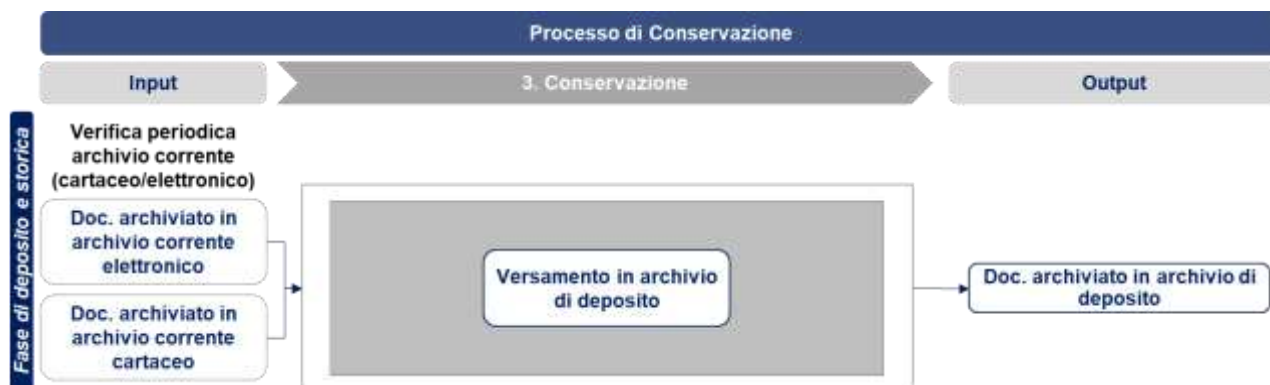 Processo di Conservazione
Input
3. Conservazione
Output
Fase di deposito e storica
Verifica periodica
archivio corrente
(cartaceo/elettronico)
Doc. archiviato in
archivio corrente
elettronico
Doc. archiviato in
archivio corrente
cartaceo
Versamento in archivio
di deposito
Doc. archiviato in archivio di
deposito